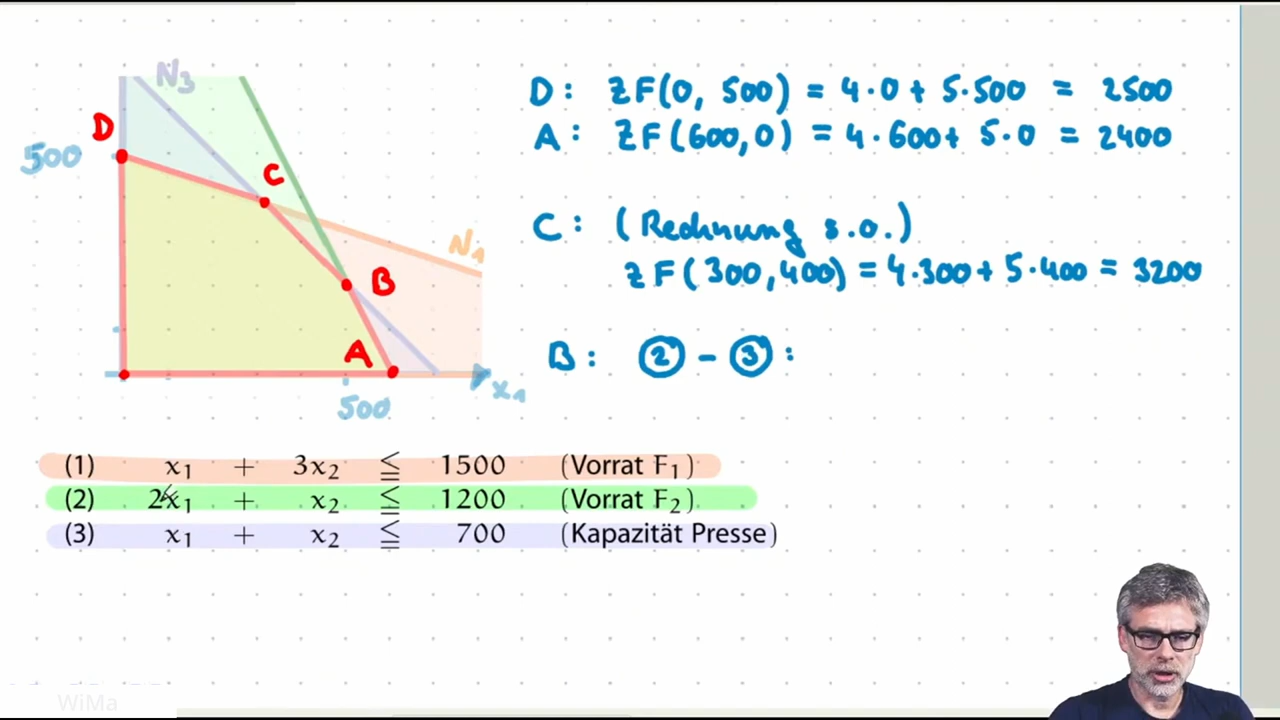 N3
D
500
C
N1
B
A
500
x1
D: ZF(0, 500) = 4·0 + 5·500 = 2500
A: ZF(600,0) = 4·600 + 5·0 = 2400
C: (Rechnung s.o.)
ZF(300,400) = 4·300 + 5·400 = 3200
B: ② - ③:
(1) x₁ + 3x₂ ≦ 1500 (Vorrat F₁)
(2) 2x₁ + x₂ ≦ 1200 (Vorrat F₂)
(3) x₁ + x₂ ≦ 700 (Kapazität Presse)
WiMa